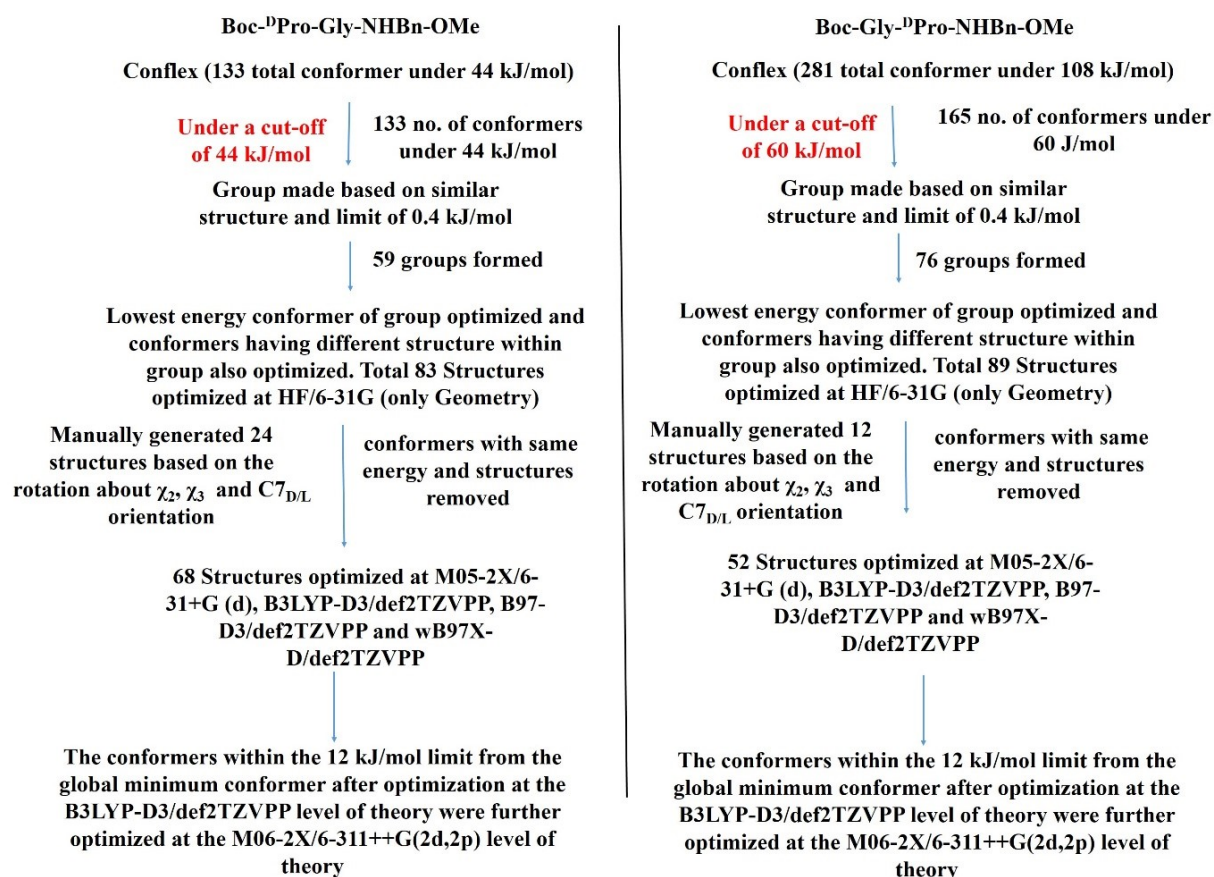 Boc-ᴰPro-Gly-NHBn-OMe
Conflex (133 total conformer under 44 kJ/mol)
Under a cut-off
of 44 kJ/mol
133 no. of conformers
under 44 kJ/mol
Group made based on similar
structure and limit of 0.4 kJ/mol
59 groups formed
Lowest energy conformer of group optimized and
conformers having different structure within
group also optimized. Total 83 Structures
optimized at HF/6-31G (only Geometry)
Manually generated 24
structures based on the
rotation about χ₂, χ₃ and C7D/L
orientation
conformers with same
energy and structures
removed
68 Structures optimized at M05-2X/6-
31+G (d), B3LYP-D3/def2TZVPP, B97-
D3/def2TZVPP and wB97X-
D/def2TZVPP
The conformers within the 12 kJ/mol limit from the
global minimum conformer after optimization at the
B3LYP-D3/def2TZVPP level of theory were further
optimized at the M06-2X/6-311++G(2d,2p) level of
theory
Boc-Gly-ᴰPro-NHBn-OMe
Conflex (281 total conformer under 108 kJ/mol)
Under a cut-off
of 60 kJ/mol
165 no. of conformers under
60 J/mol
Group made based on similar
structure and limit of 0.4 kJ/mol
76 groups formed
Lowest energy conformer of group optimized and
conformers having different structure within
group also optimized. Total 89 Structures
optimized at HF/6-31G (only Geometry)
Manually generated 12
structures based on the
rotation about χ₂, χ₃ and
C7D/L orientation
conformers with same
energy and structures
removed
52 Structures optimized at M05-2X/6-
31+G (d), B3LYP-D3/def2TZVPP, B97-
D3/def2TZVPP and wB97X-
D/def2TZVPP
The conformers within the 12 kJ/mol limit from the
global minimum conformer after optimization at the
B3LYP-D3/def2TZVPP level of theory were further
optimized at the M06-2X/6-311++G(2d,2p) level of
theory